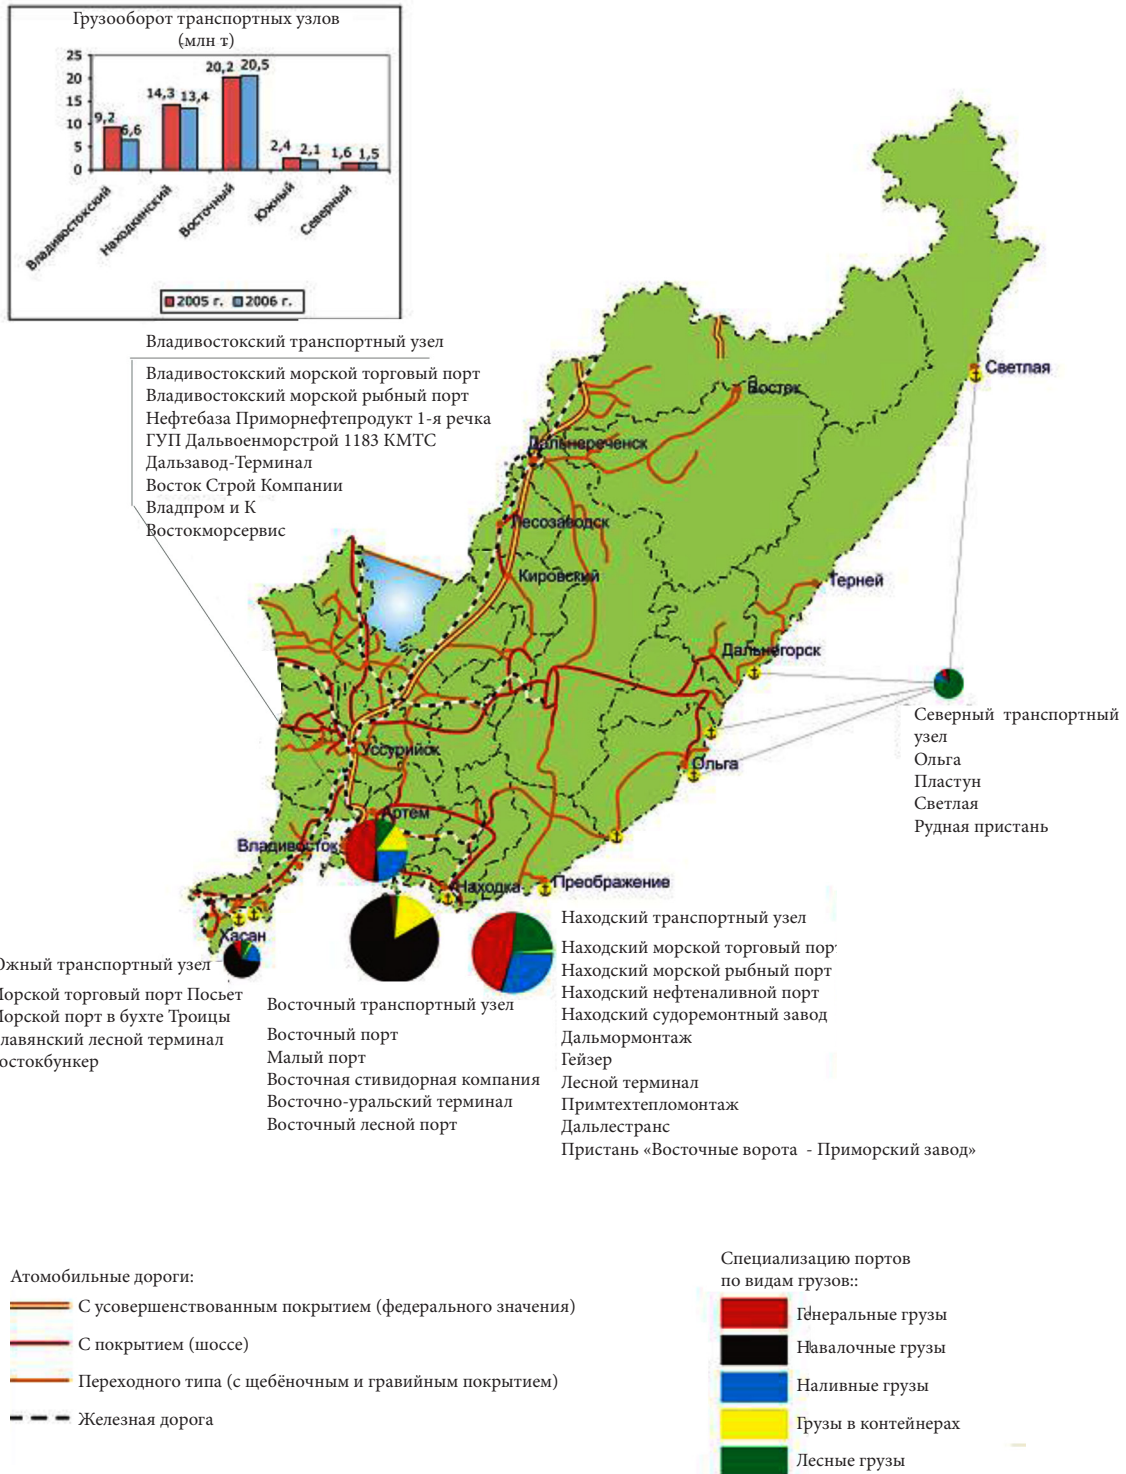 Грузооборот транспортных узлов
(млн т)
25
20
15
10
5
0
9,2
6,6
14,3
13,4
20,2
20,5
2,4
2,1
1,6
1,5
Владивостокский
Находкинский
Восточный
Южный
Северный
2005 г.
2006 г.
Владивостокский транспортный узел
Владивостокский морской торговый порт
Владивостокский морской рыбный порт
Нефтебаза Приморнефтепродукт 1-я речка
ГУП Дальвоенморстрой 1183 КМТС
Дальзавод-Терминал
Восток Строй Компании
Владпром и К
Востокморсервис
Светлая
Восток
Дальнереченск
Лесозаводск
Кировский
Терней
Дальнегорск
Уссурийск
Ольга
Артем
Владивосток
Находка
Преображение
Хасан
Северный транспортный
узел
Ольга
Пластун
Светлая
Рудная пристань
Южный транспортный узел
Морской торговый порт Посьет
Морской порт в бухте Троицы
лавянский лесной терминал
остокбункер
Восточный транспортный узел
Восточный порт
Малый порт
Восточная стивидорная компания
Восточно-уральский терминал
Восточный лесной порт
Находский транспортный узел
Находский морской торговый порт
Находский морской рыбный порт
Находский нефтеналивной порт
Находский судоремонтный завод
Дальмормонтаж
Гейзер
Лесной терминал
Примтехтепломонтаж
Дальлестранс
Пристань «Восточные ворота - Приморский завод»
Атомобильные дороги:
С усовершенствованным покрытием (федерального значения)
С покрытием (шоссе)
Переходного типа (с щебёночным и гравийным покрытием)
Железная дорога
Специализацию портов
по видам грузов::
Генеральные грузы
Навалочные грузы
Наливные грузы
Грузы в контейнерах
Лесные грузы